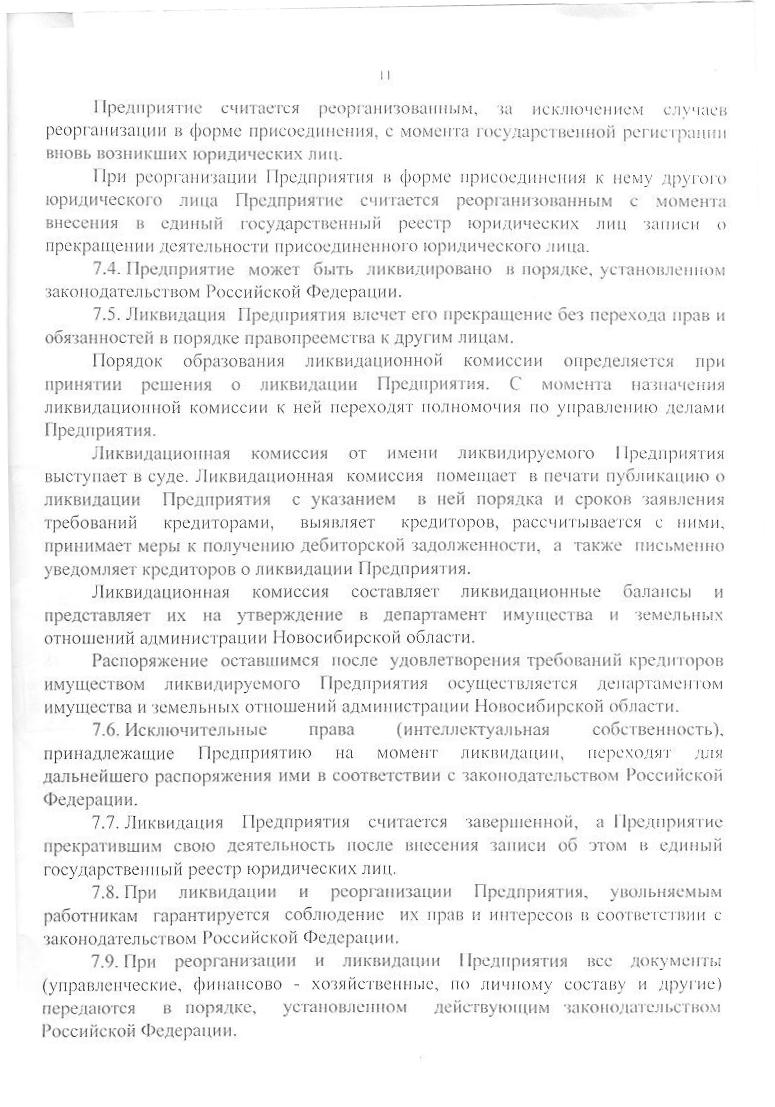 11
Предприятие считается реорганизованным, за исключением случаев
реорганизации в форме присоединения, с момента государственной регистрации
вновь возникших юридических лиц.
При реорганизации Предприятия в форме присоединения к нему другого
юридического лица Предприятие считается реорганизованным с момента
внесения в единый государственный реестр юридических лиц записи о
прекращении деятельности присоединенного юридического лица.
7.4. Предприятие может быть ликвидировано в порядке, установленном
законодательством Российской Федерации.
7.5. Ликвидация Предприятия влечет его прекращение без перехода прав и
обязанностей в порядке правопреемства к другим лицам.
Порядок образования ликвидационной комиссии определяется при
принятии решения о ликвидации Предприятия. С момента назначения
ликвидационной комиссии к ней переходят полномочия по управлению делами
Предприятия.
Ликвидационная комиссия от имени ликвидируемого Предприятия
выступает в суде. Ликвидационная комиссия помещает в печати публикацию о
ликвидации Предприятия с указанием в ней порядка и сроков заявления
требований кредиторами, выявляет кредиторов, рассчитывается с ними,
принимает меры к получению дебиторской задолженности, а также письменно
уведомляет кредиторов о ликвидации Предприятия.
Ликвидационная комиссия составляет ликвидационные балансы и
представляет их на утверждение в департамент имущества и земельных
отношений администрации Новосибирской области.
Распоряжение оставшимся после удовлетворения требований кредиторов
имуществом ликвидируемого Предприятия осуществляется департаментом
имущества и земельных отношений администрации Новосибирской области.
7.6. Исключительные права (интеллектуальная собственность),
принадлежащие Предприятию на момент ликвидации, переходят для
дальнейшего распоряжения ими в соответствии с законодательством Российской
Федерации.
7.7. Ликвидация Предприятия считается завершенной, а Предприятие
прекратившим свою деятельность после внесения записи об этом в единый
государственный реестр юридических лиц.
7.8. При ликвидации и реорганизации Предприятия, увольняемым
работникам гарантируется соблюдение их прав и интересов в соответствии с
законодательством Российской Федерации.
7.9. При реорганизации и ликвидации Предприятия все документы
(управленческие, финансово - хозяйственные, по личному составу и другие)
передаются в порядке, установленном действующим законодательством
Российской Федерации.